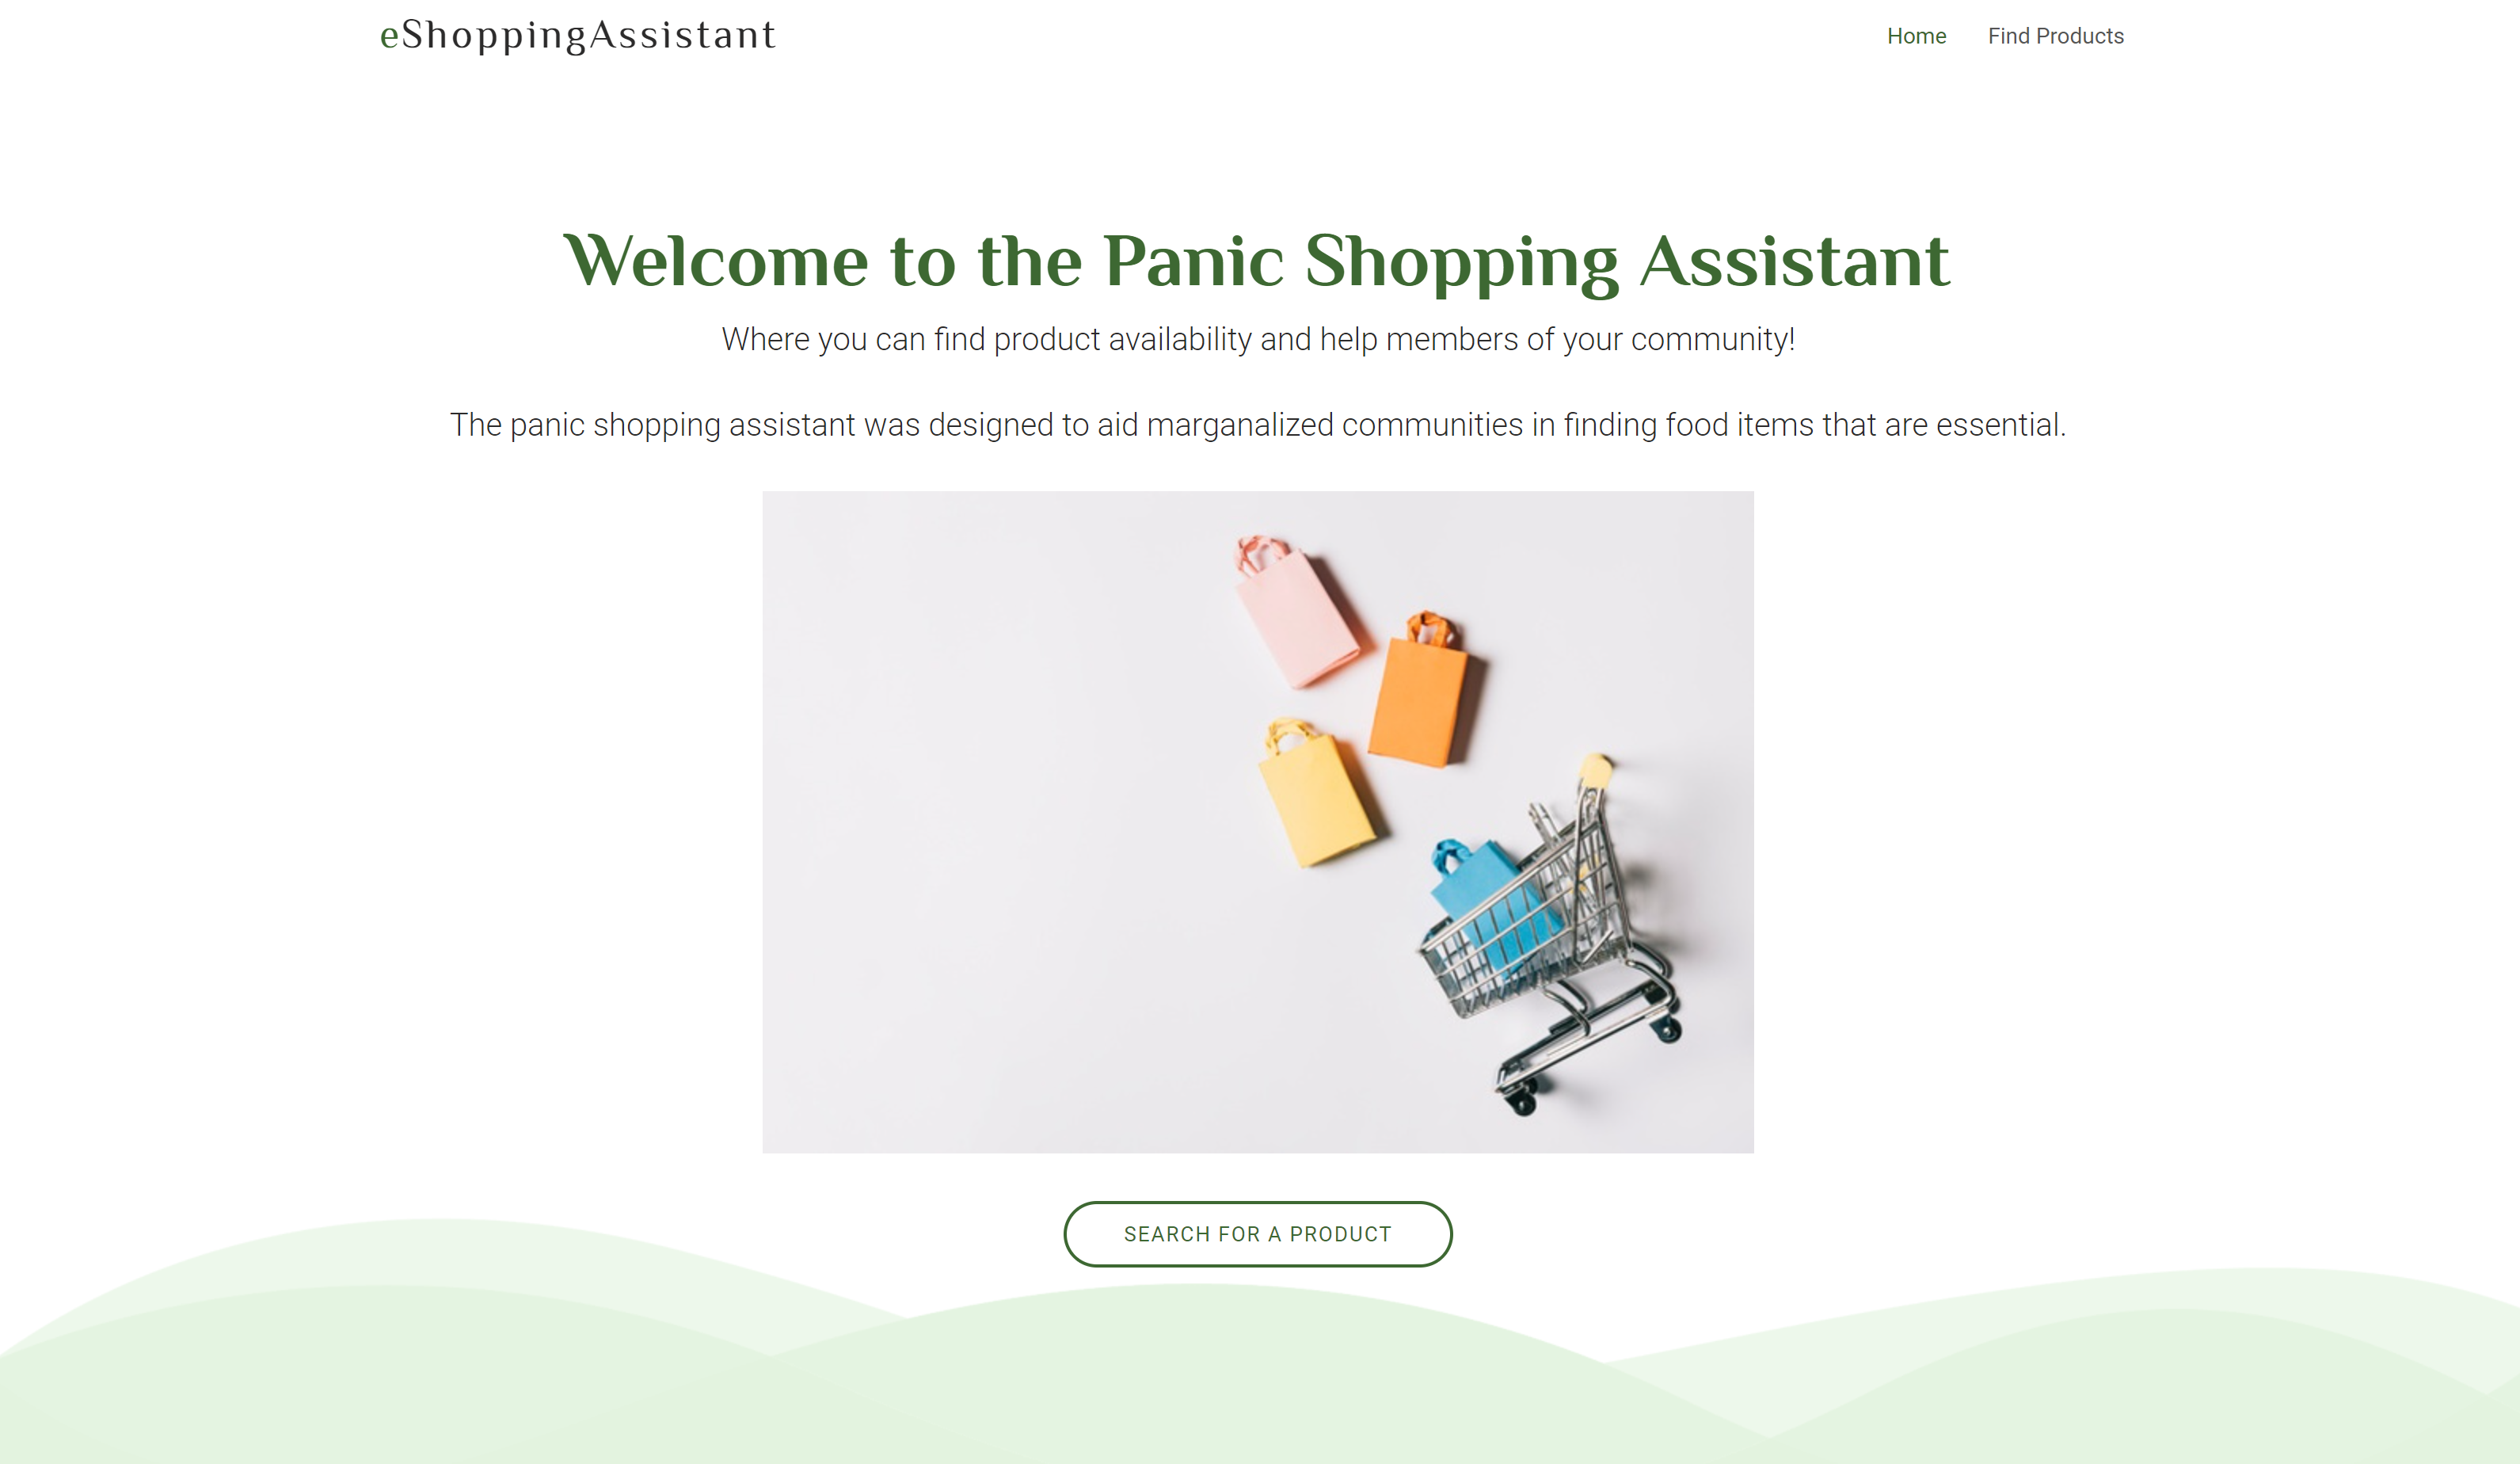 eShoppingAssistant
Home
Find Products
Welcome to the Panic Shopping Assistant
Where you can find product availability and help members of your community!
The panic shopping assistant was designed to aid marganalized communities in finding food items that are essential.
SEARCH FOR A PRODUCT